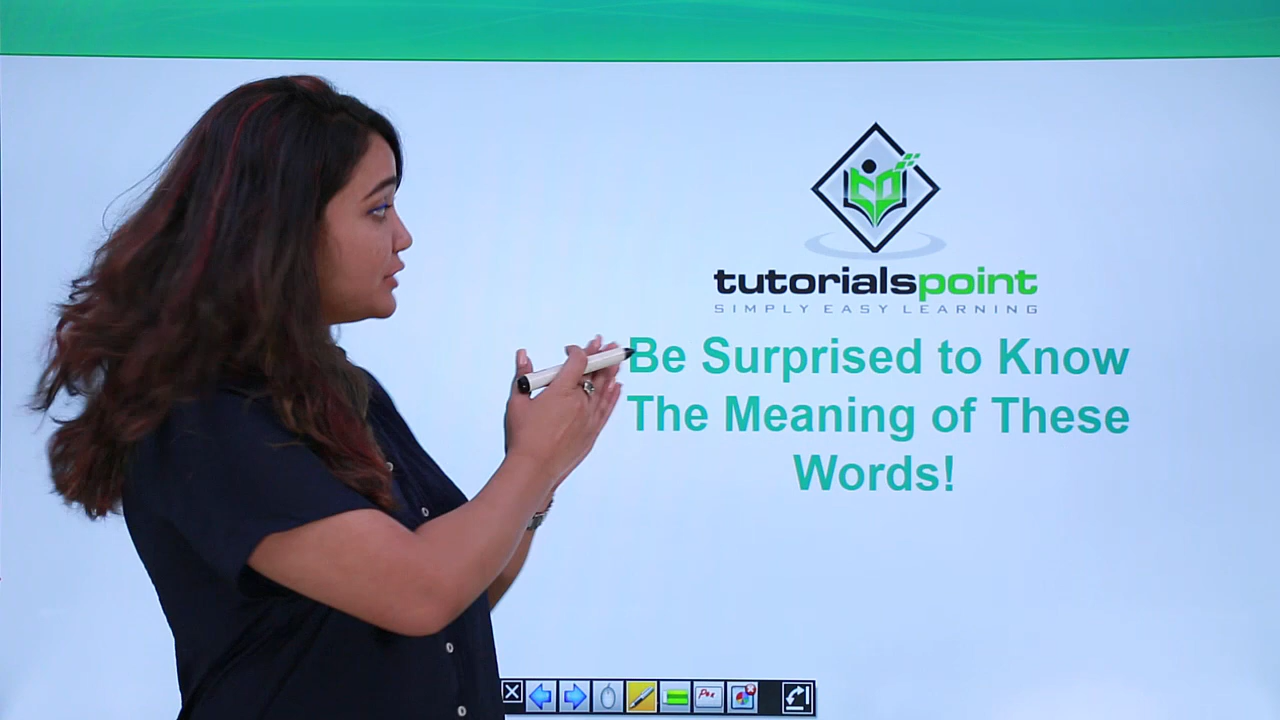 tutorialspoint
SIMPLY EASY LEARNING
Be Surprised to Know
The Meaning of These
Words!